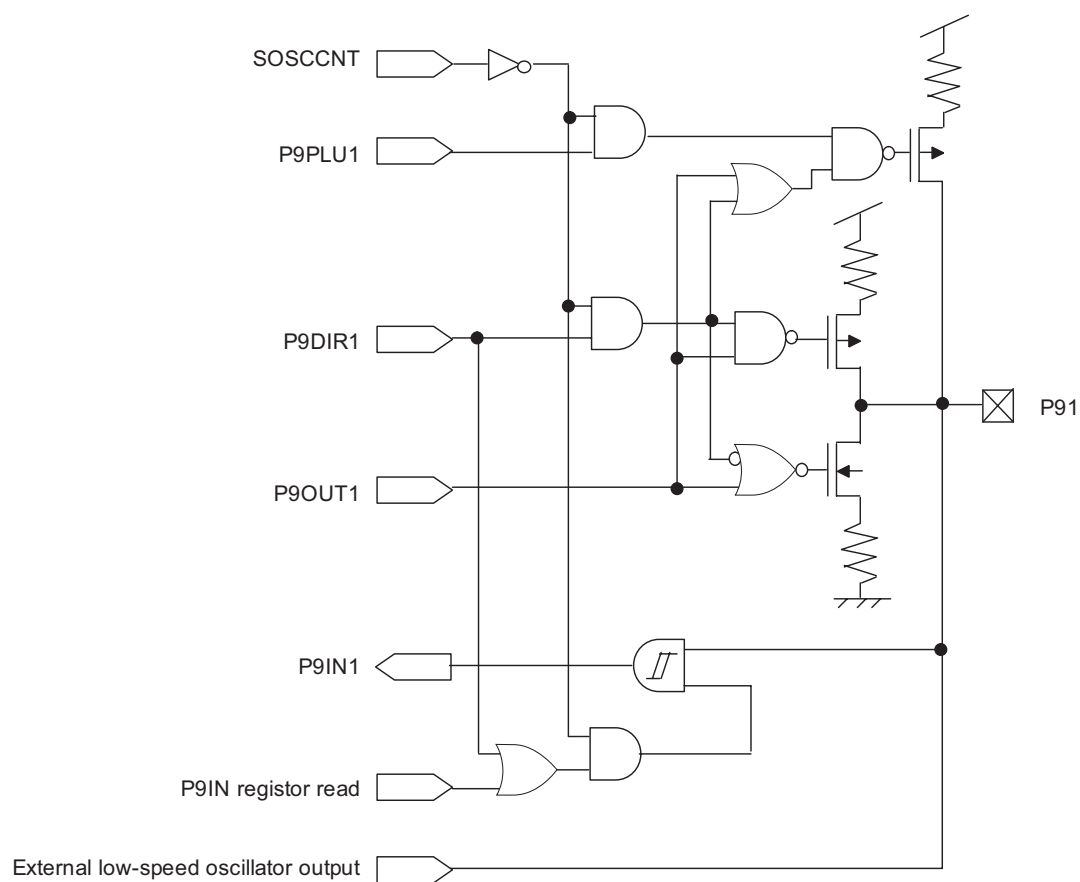 SOSCCNT
P9PLU1
P9DIR1
P91
P9OUT1
P9IN1
P9IN registor read
External low-speed oscillator output